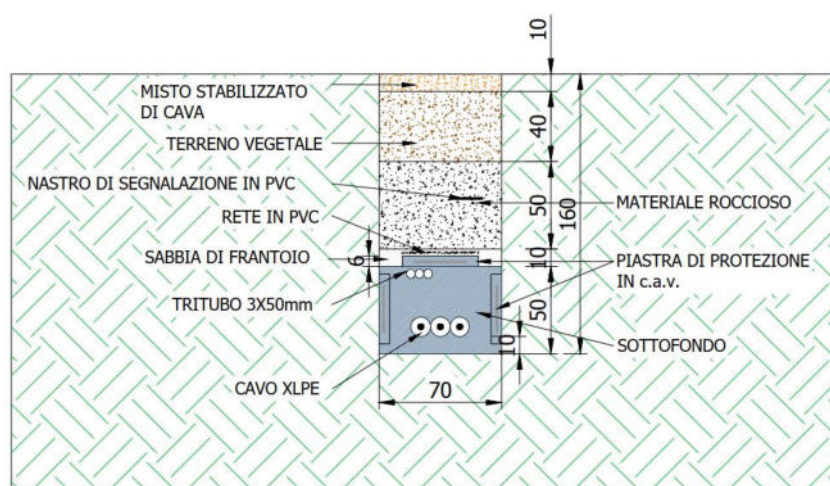 10
MISTO STABILIZZATO
DI CAVA
40
TERRENO VEGETALE
NASTRO DI SEGNALAZIONE IN PVC
50
160
MATERIALE ROCCIOSO
RETE IN PVC
SABBIA DI FRANTOIO
6
10
PIASTRA DI PROTEZIONE
IN c.a.v.
TRITUBO 3X50mm
50
SOTTOFONDO
10
CAVO XLPE
70